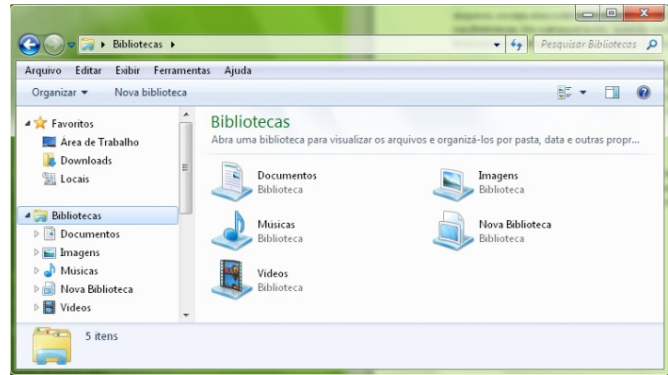 Bibliotecas
Pesquisar Bibliotecas
Arquivo Editar Exibir Ferramentas Ajuda
Organizar Nova biblioteca
Favoritos
Área de Trabalho
Downloads
Locais
Bibliotecas
Documentos
Imagens
Músicas
Nova Biblioteca
Vídeos
Bibliotecas
Abra uma biblioteca para visualizar os arquivos e organizá-los por pasta, data e outras propr...
Documentos
Biblioteca
Imagens
Biblioteca
Músicas
Biblioteca
Nova Biblioteca
Biblioteca
Vídeos
Biblioteca
5 itens